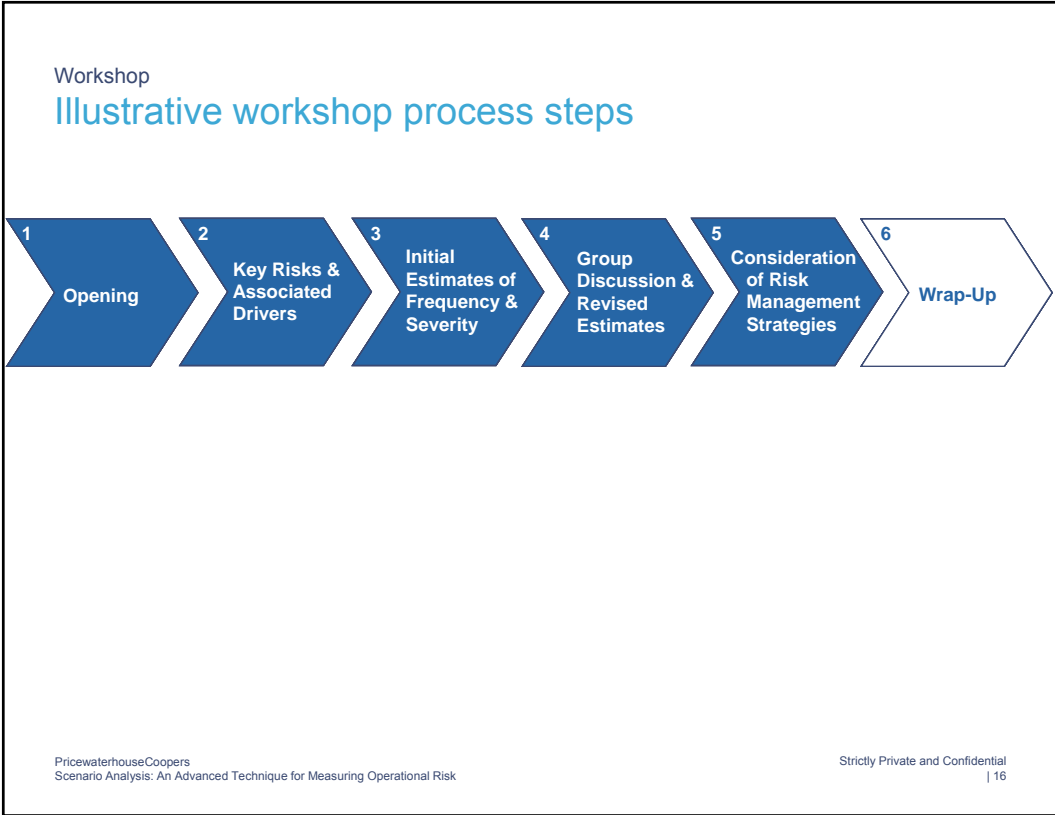 Workshop
Illustrative workshop process steps
1
Opening
2
Key Risks &
Associated
Drivers
3
Initial
Estimates of
Frequency &
Severity
4
Group
Discussion &
Revised
Estimates
5
Consideration
of Risk
Management
Strategies
6
Wrap-Up
PricewaterhouseCoopers
Scenario Analysis: An Advanced Technique for Measuring Operational Risk
Strictly Private and Confidential
| 16